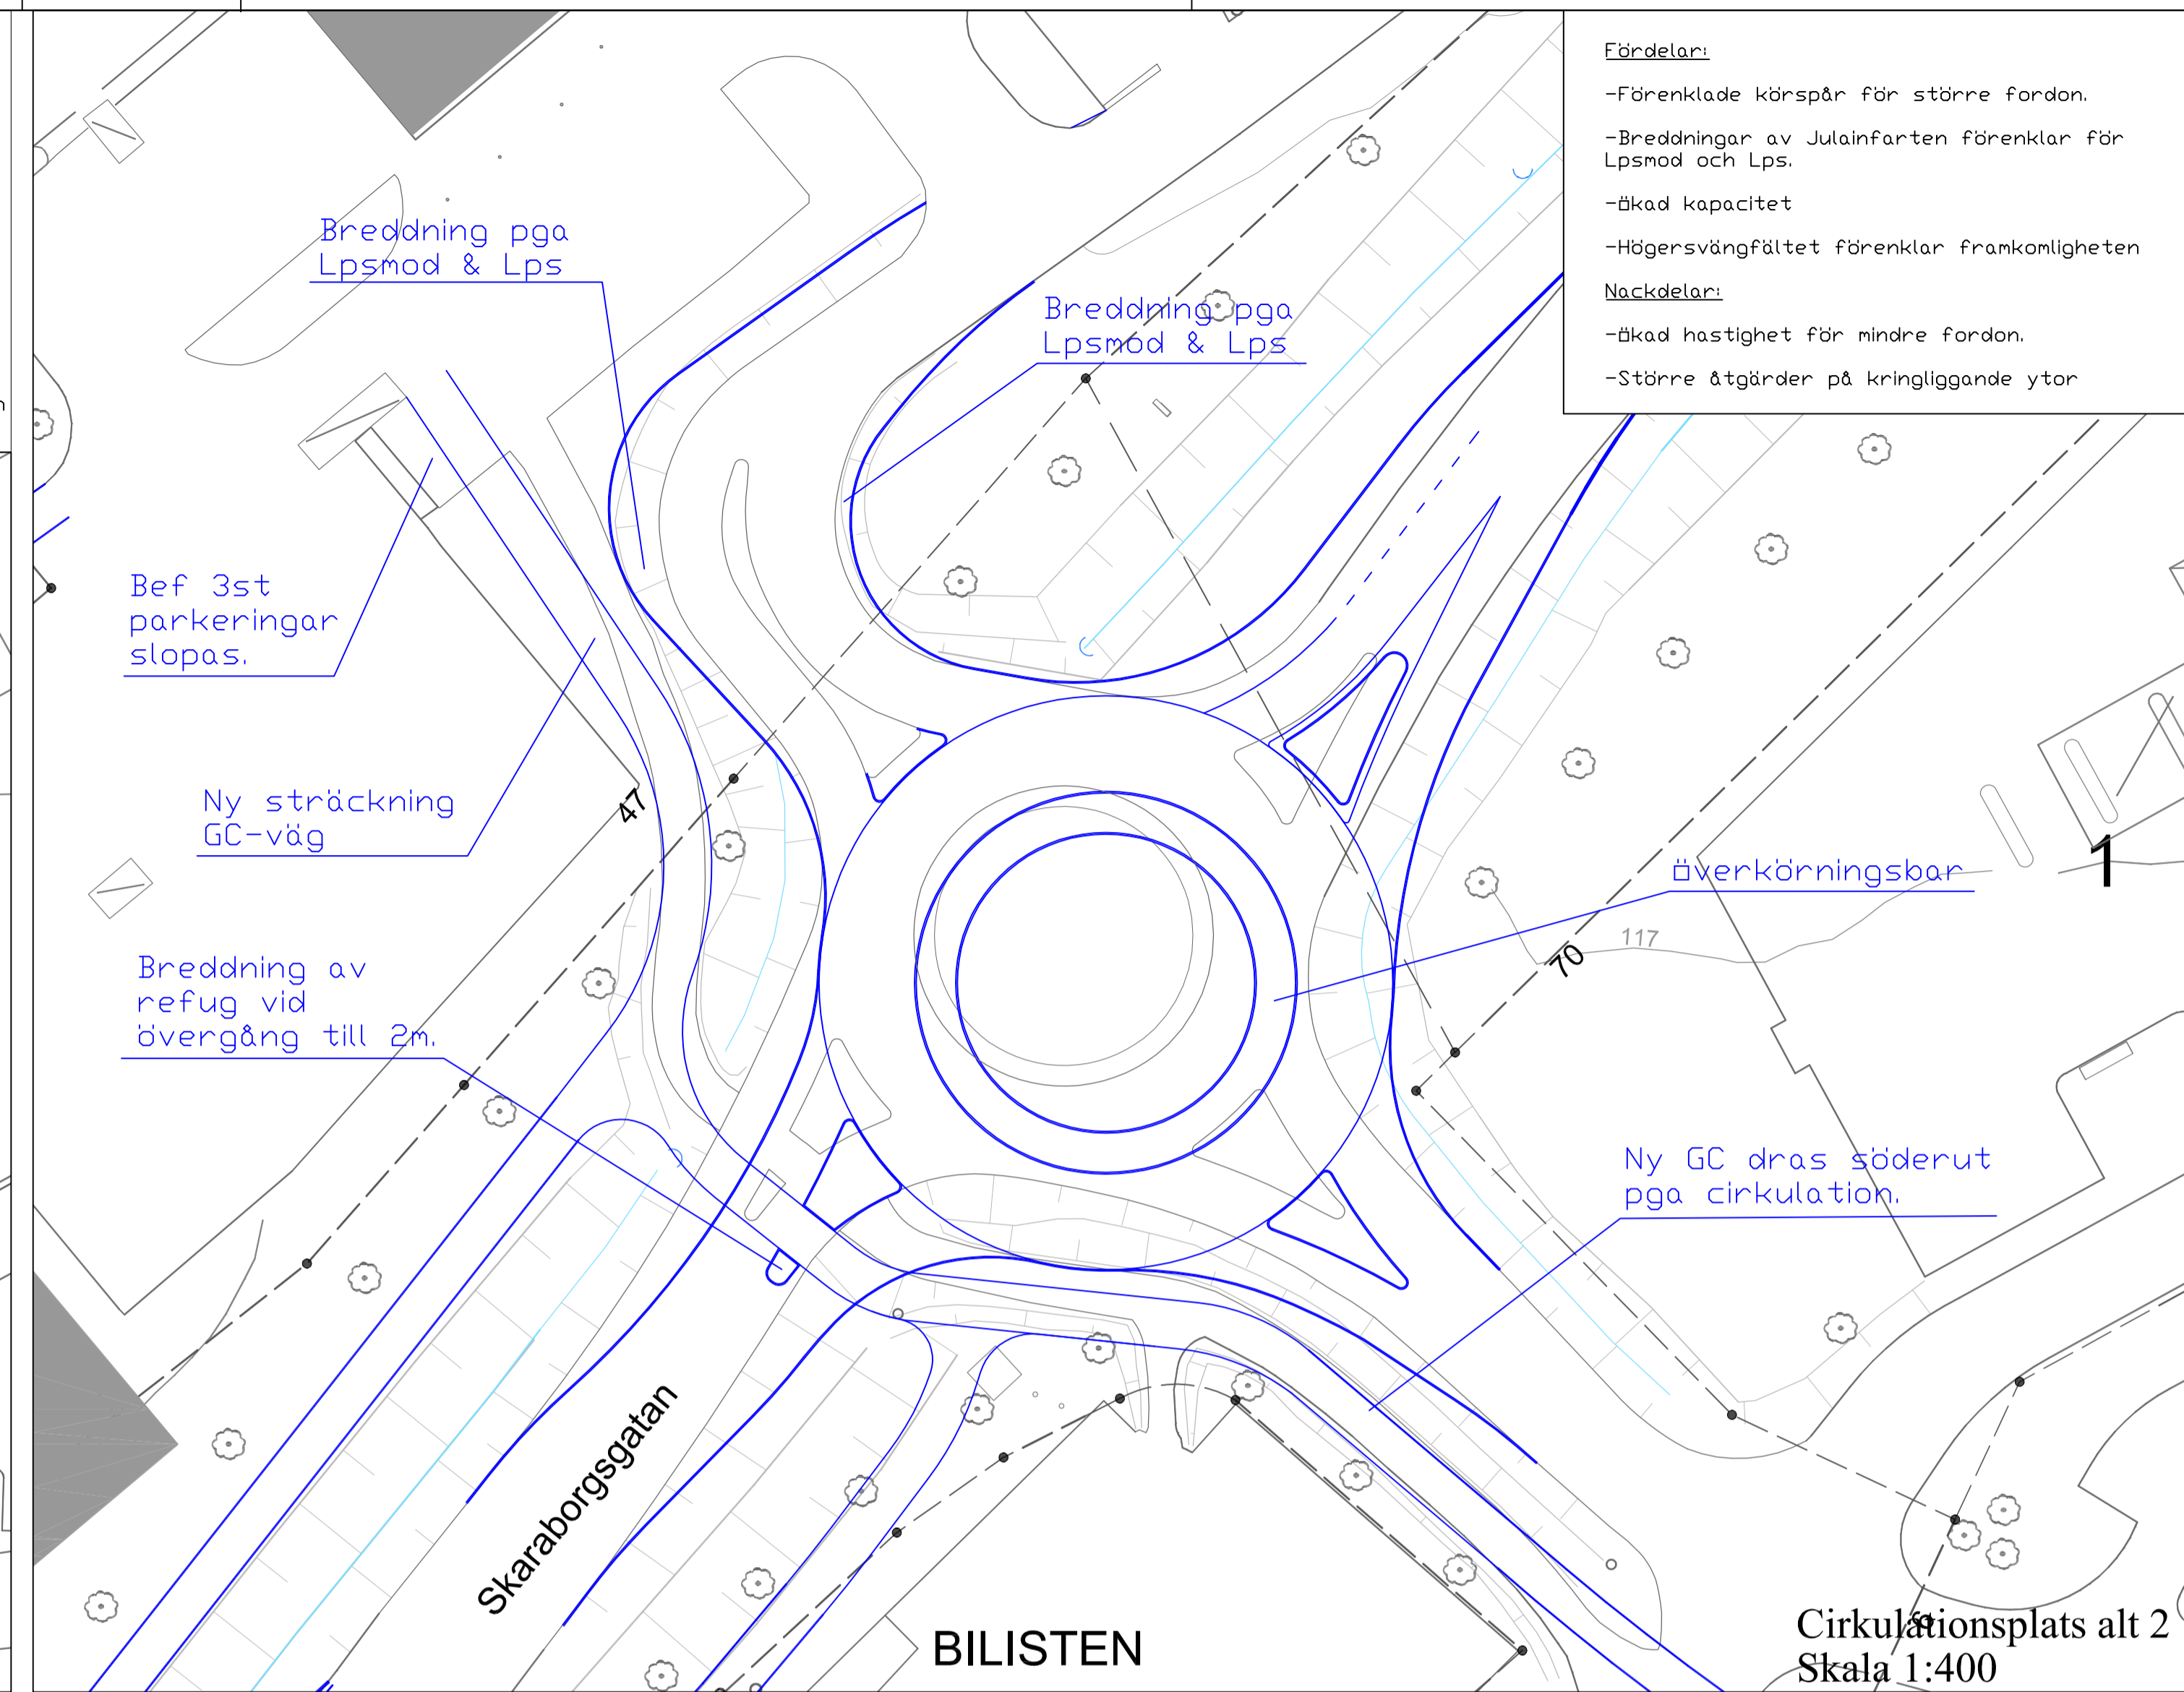 Fördelar:
-Förenklade körspår för större fordon.
-Breddningar av Julainfarten förenklar för
Lpsmod och Lps.
-ökad kapacitet
-Högersvängfältet förenklar framkomligheten
Nackdelar:
-ökad hastighet för mindre fordon.
-Större åtgärder på kringliggande ytor
Breddning pga
Lpsmod & Lps
Breddning pga
Lpsmod & Lps
Bef 3st
parkeringar
slopas.
Ny sträckning
GC-väg
47
överkörningsbar
1
117
70
Breddning av
refug vid
övergång till 2m.
Ny GC dras söderut
pga cirkulation.
Skaraborgsgatan
BILISTEN
Cirkulationsplats alt 2
Skala 1:400